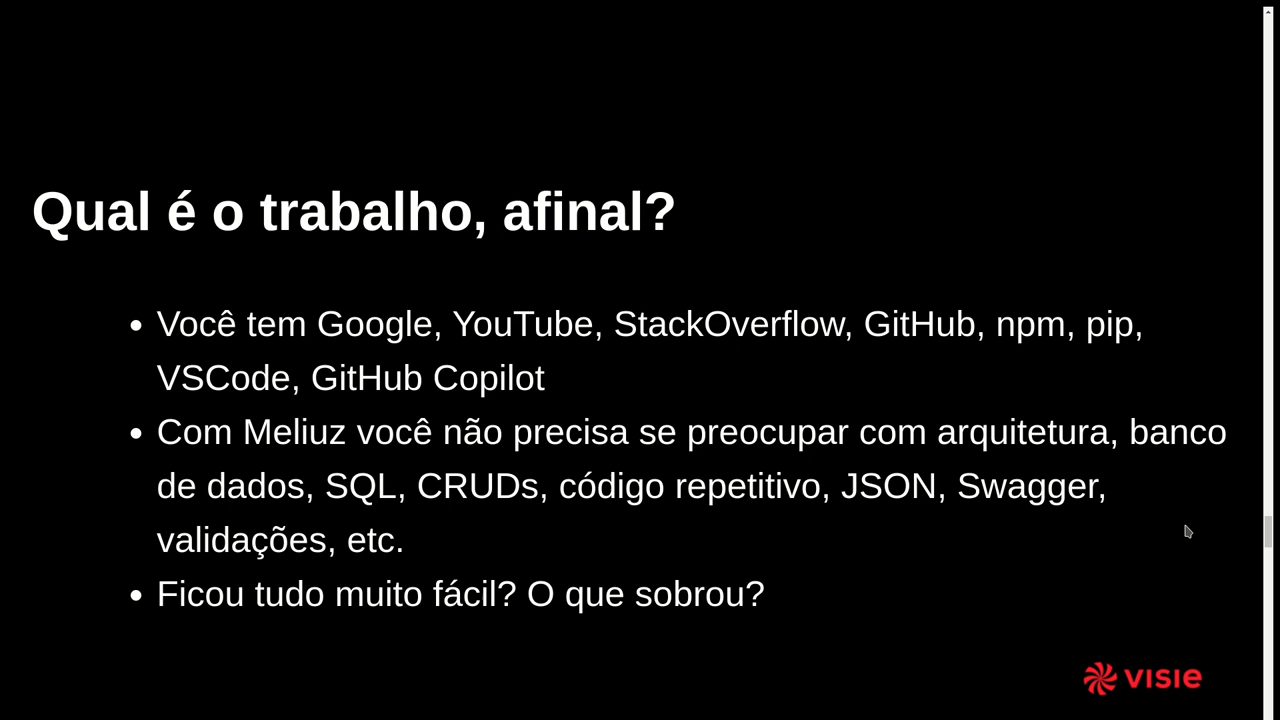 Qual é o trabalho, afinal?
• Você tem Google, YouTube, StackOverflow, GitHub, npm, pip,
VSCode, GitHub Copilot
• Com Meliuz você não precisa se preocupar com arquitetura, banco
de dados, SQL, CRUDs, código repetitivo, JSON, Swagger,
validações, etc.
• Ficou tudo muito fácil? O que sobrou?
VISIE